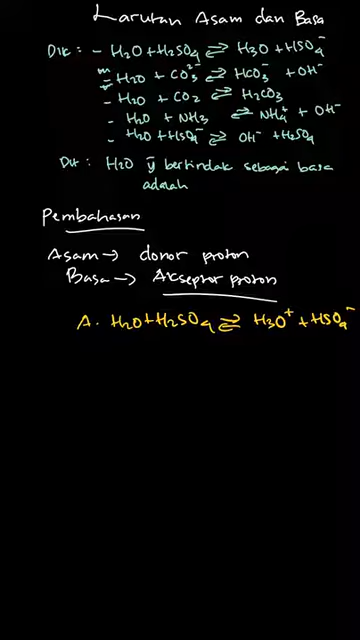 Larutan Asam dan Basa
Dik : - H2O + H2SO4 ⇌ H3O + HSO4⁻
- H2O + CO3²⁻ ⇌ HCO3⁻ + OH⁻
- H2O + CO2 ⇌ H2CO3
- H2O + NH3 ⇌ NH4⁺ + OH⁻
- H2O + HSO4⁻ ⇌ OH⁻ + H2SO4
Dit : H2O yg bertindak sebagai basa
adalah
Pembahasan
Asam → donor proton
Basa → Akseptor proton
A. H2O + H2SO4 ⇌ H3O⁺ + HSO4⁻